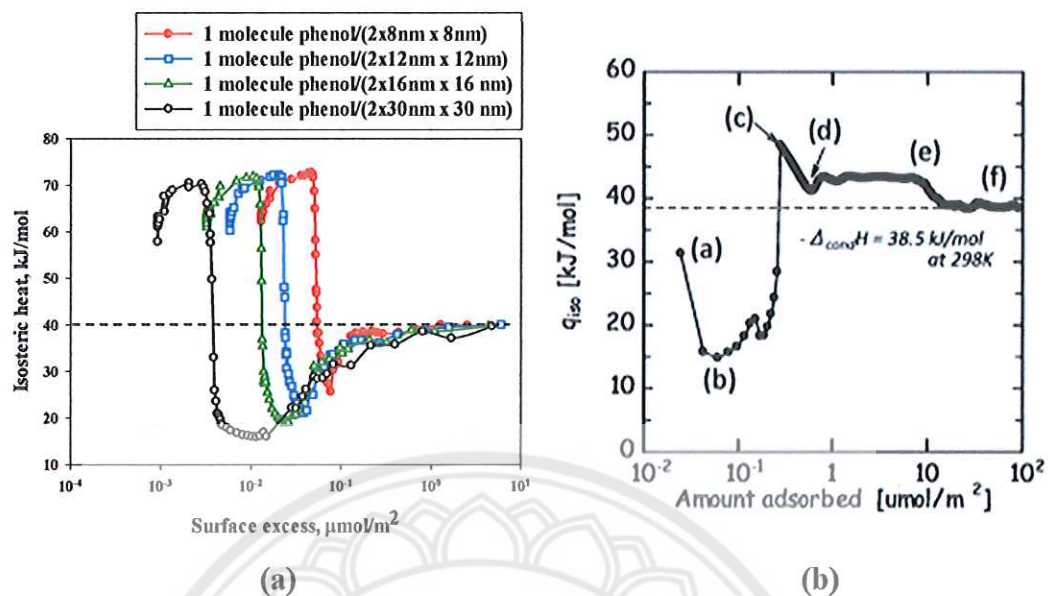 1 molecule phenol/(2x8nm x 8nm)
1 molecule phenol/(2x12nm x 12nm)
1 molecule phenol/(2x16nm x 16 nm)
1 molecule phenol/(2x30nm x 30 nm)
Isosteric heat, kJ/mol
80
70
60
50
40
30
20
10
10⁻⁴
10⁻³
10⁻²
10⁻¹
10⁰
10¹
Surface excess, µmol/m²
(a)
q_iso [kJ/mol]
60
50
40
30
20
10
0
(a)
(b)
(c)
(d)
(e)
(f)
- Δ_cond H = 38.5 kJ/mol
at 298K
10⁻²
10⁻¹
1
10
10²
Amount adsorbed [umol/m²]
(b)